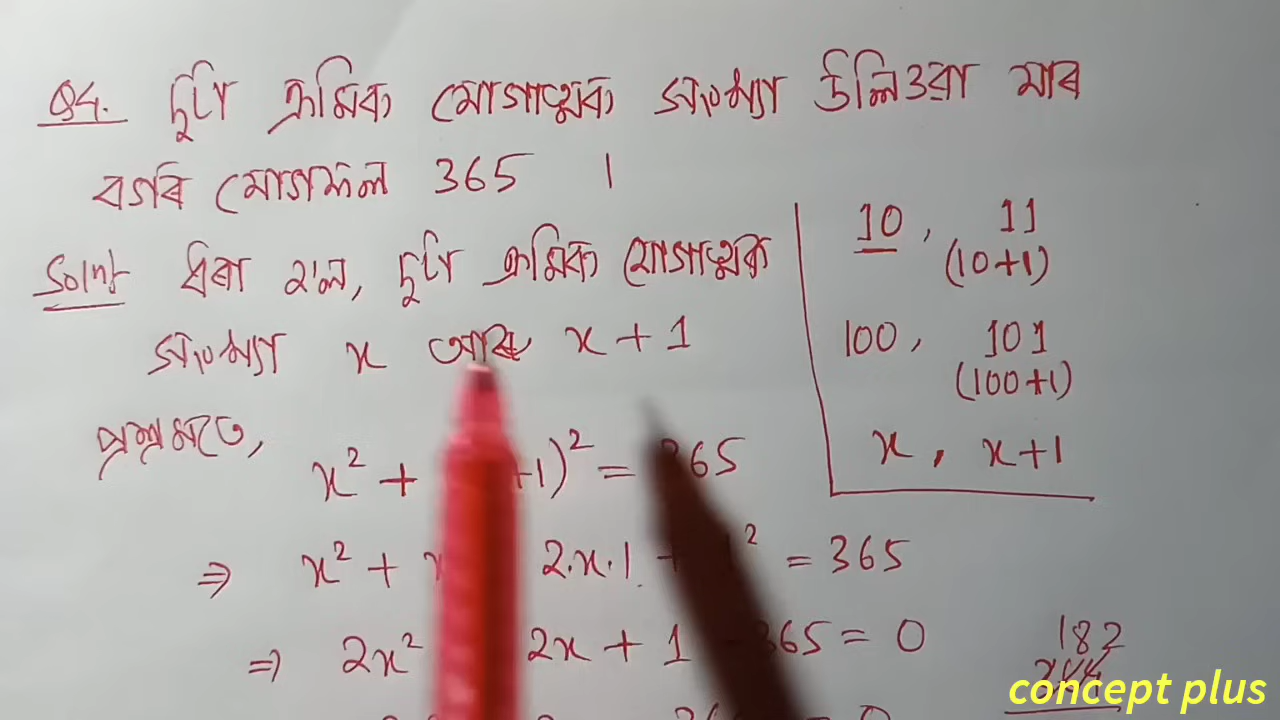 Q4. দুটা ক্ৰমিক যোগাত্মক সংখ্যা উলিওৱা যাৰ
বৰ্গৰ যোগফল 365 ।
Solⁿ ধৰা হ'ল, দুটা ক্ৰমিক যোগাত্মক
সংখ্যা x আৰু x + 1
প্ৰশ্নমতে,
x² + +1)² = 365
⇒ x² + 2.x.1 + ² = 365
⇒ 2x² 2x + 1 365 = 0
10 , 11
(10+1)
100 , 101
(100+1)
x , x+1
182
concept plus